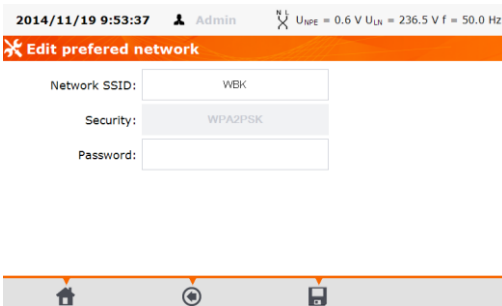 2014/11/19 9:53:37 Admin N L UNPE = 0.6 V ULN = 236.5 V f = 50.0 Hz
Edit prefered network
Network SSID: WBK
Security: WPA2PSK
Password: